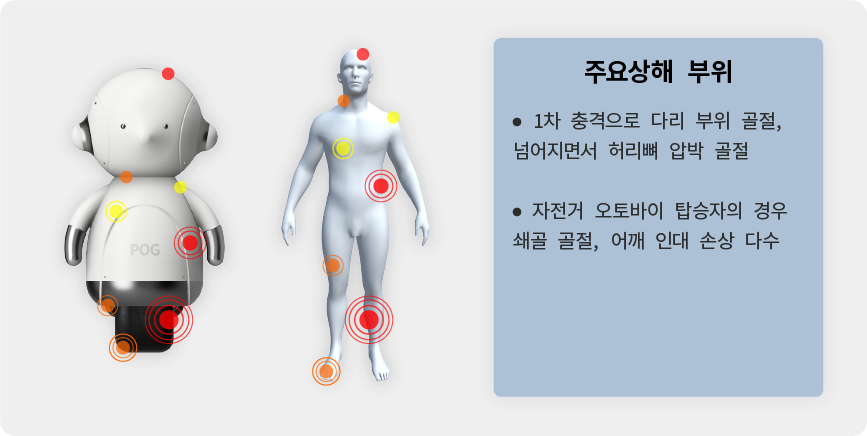 주요상해 부위
● 1차 충격으로 다리 부위 골절,
넘어지면서 허리뼈 압박 골절
● 자전거 오토바이 탑승자의 경우
쇄골 골절, 어깨 인대 손상 다수
POG